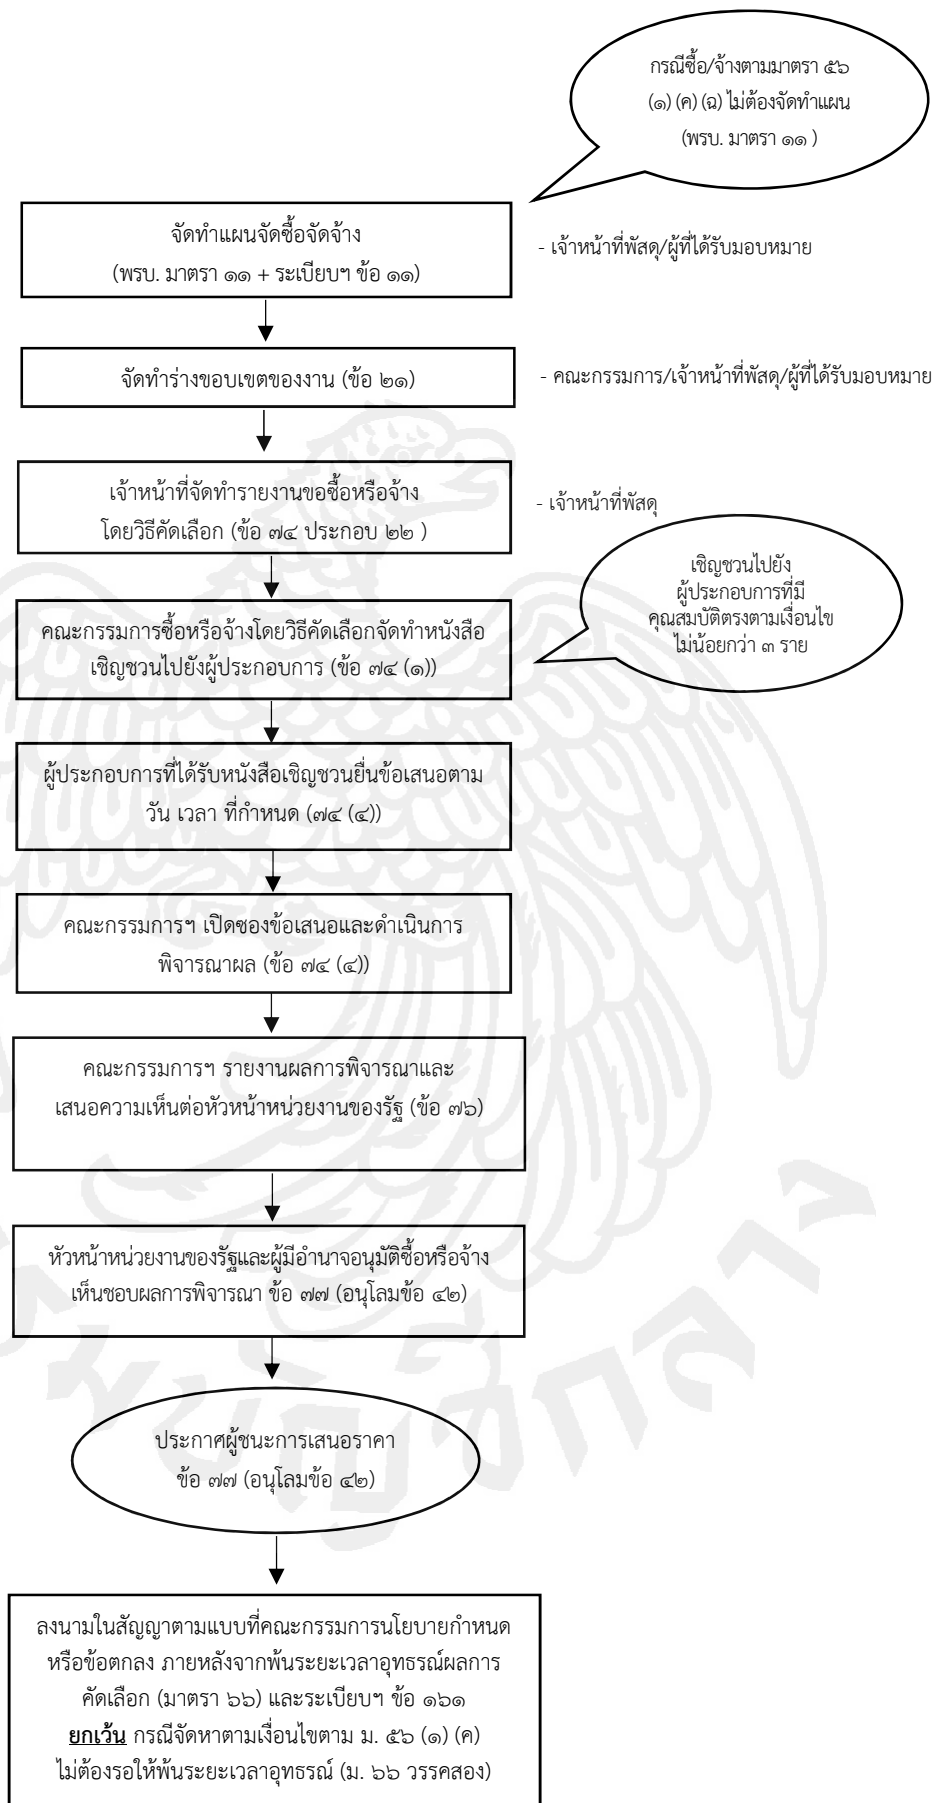 กรณีซื้อ/จ้างตามมาตรา ๕๖
(๑) (ค) (ฉ) ไม่ต้องจัดทำแผน
(พรบ. มาตรา ๑๑ )
จัดทำแผนจัดซื้อจัดจ้าง
(พรบ. มาตรา ๑๑ + ระเบียบฯ ข้อ ๑๑)
- เจ้าหน้าที่พัสดุ/ผู้ที่ได้รับมอบหมาย
จัดทำร่างขอบเขตของงาน (ข้อ ๒๑)
- คณะกรรมการ/เจ้าหน้าที่พัสดุ/ผู้ที่ได้รับมอบหมาย
เจ้าหน้าที่จัดทำรายงานขอซื้อหรือจ้าง
โดยวิธีคัดเลือก (ข้อ ๗๔ ประกอบ ๒๒ )
- เจ้าหน้าที่พัสดุ
เชิญชวนไปยัง
ผู้ประกอบการที่มี
คุณสมบัติตรงตามเงื่อนไข
ไม่น้อยกว่า ๓ ราย
คณะกรรมการซื้อหรือจ้างโดยวิธีคัดเลือกจัดทำหนังสือ
เชิญชวนไปยังผู้ประกอบการ (ข้อ ๗๔ (๑))
ผู้ประกอบการที่ได้รับหนังสือเชิญชวนยื่นข้อเสนอตาม
วัน เวลา ที่กำหนด (๗๔ (๔))
คณะกรรมการฯ เปิดซองข้อเสนอและดำเนินการ
พิจารณาผล (ข้อ ๗๔ (๔))
คณะกรรมการฯ รายงานผลการพิจารณาและ
เสนอความเห็นต่อหัวหน้าหน่วยงานของรัฐ (ข้อ ๗๖)
หัวหน้าหน่วยงานของรัฐและผู้มีอำนาจอนุมัติซื้อหรือจ้าง
เห็นชอบผลการพิจารณา ข้อ ๗๗ (อนุโลมข้อ ๔๒)
ประกาศผู้ชนะการเสนอราคา
ข้อ ๗๗ (อนุโลมข้อ ๔๒)
ลงนามในสัญญาตามแบบที่คณะกรรมการนโยบายกำหนด
หรือข้อตกลง ภายหลังจากพ้นระยะเวลาอุทธรณ์ผลการ
คัดเลือก (มาตรา ๖๖) และระเบียบฯ ข้อ ๑๖๑
ยกเว้น กรณีจัดหาตามเงื่อนไขตาม ม. ๕๖ (๑) (ค)
ไม่ต้องรอให้พ้นระยะเวลาอุทธรณ์ (ม. ๖๖ วรรคสอง)